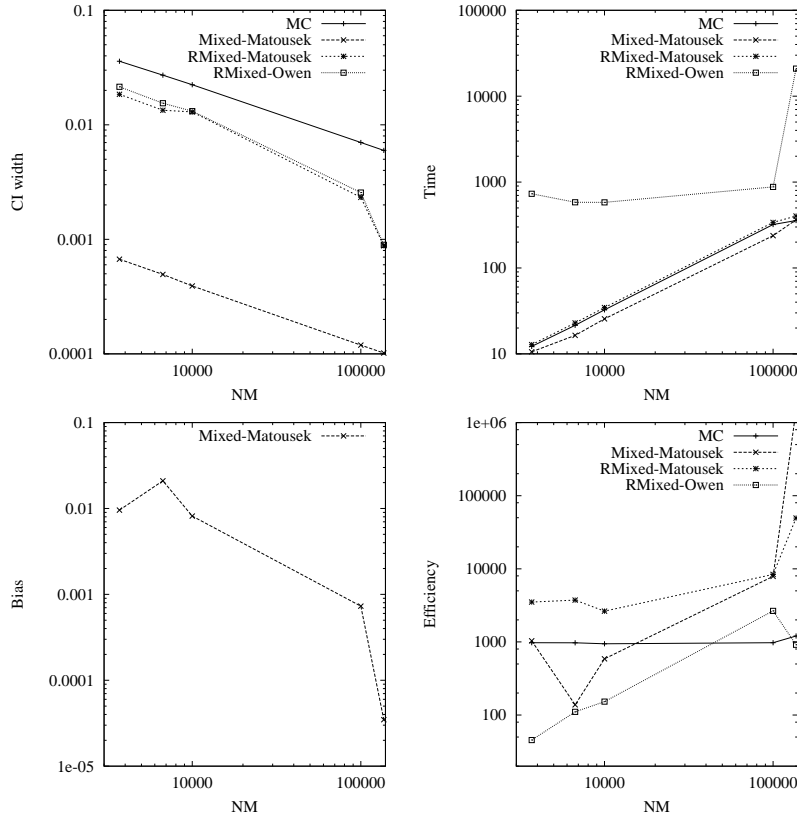 0.1
0.01
0.001
0.0001
10000
100000
CI width
NM
MC
Mixed-Matousek
RMixed-Matousek
RMixed-Owen
100000
10000
1000
100
10
10000
100000
Time
NM
MC
Mixed-Matousek
RMixed-Matousek
RMixed-Owen
0.1
0.01
0.001
0.0001
1e-05
10000
100000
Bias
NM
Mixed-Matousek
1e+06
100000
10000
1000
100
10000
100000
Efficiency
NM
MC
Mixed-Matousek
RMixed-Matousek
RMixed-Owen